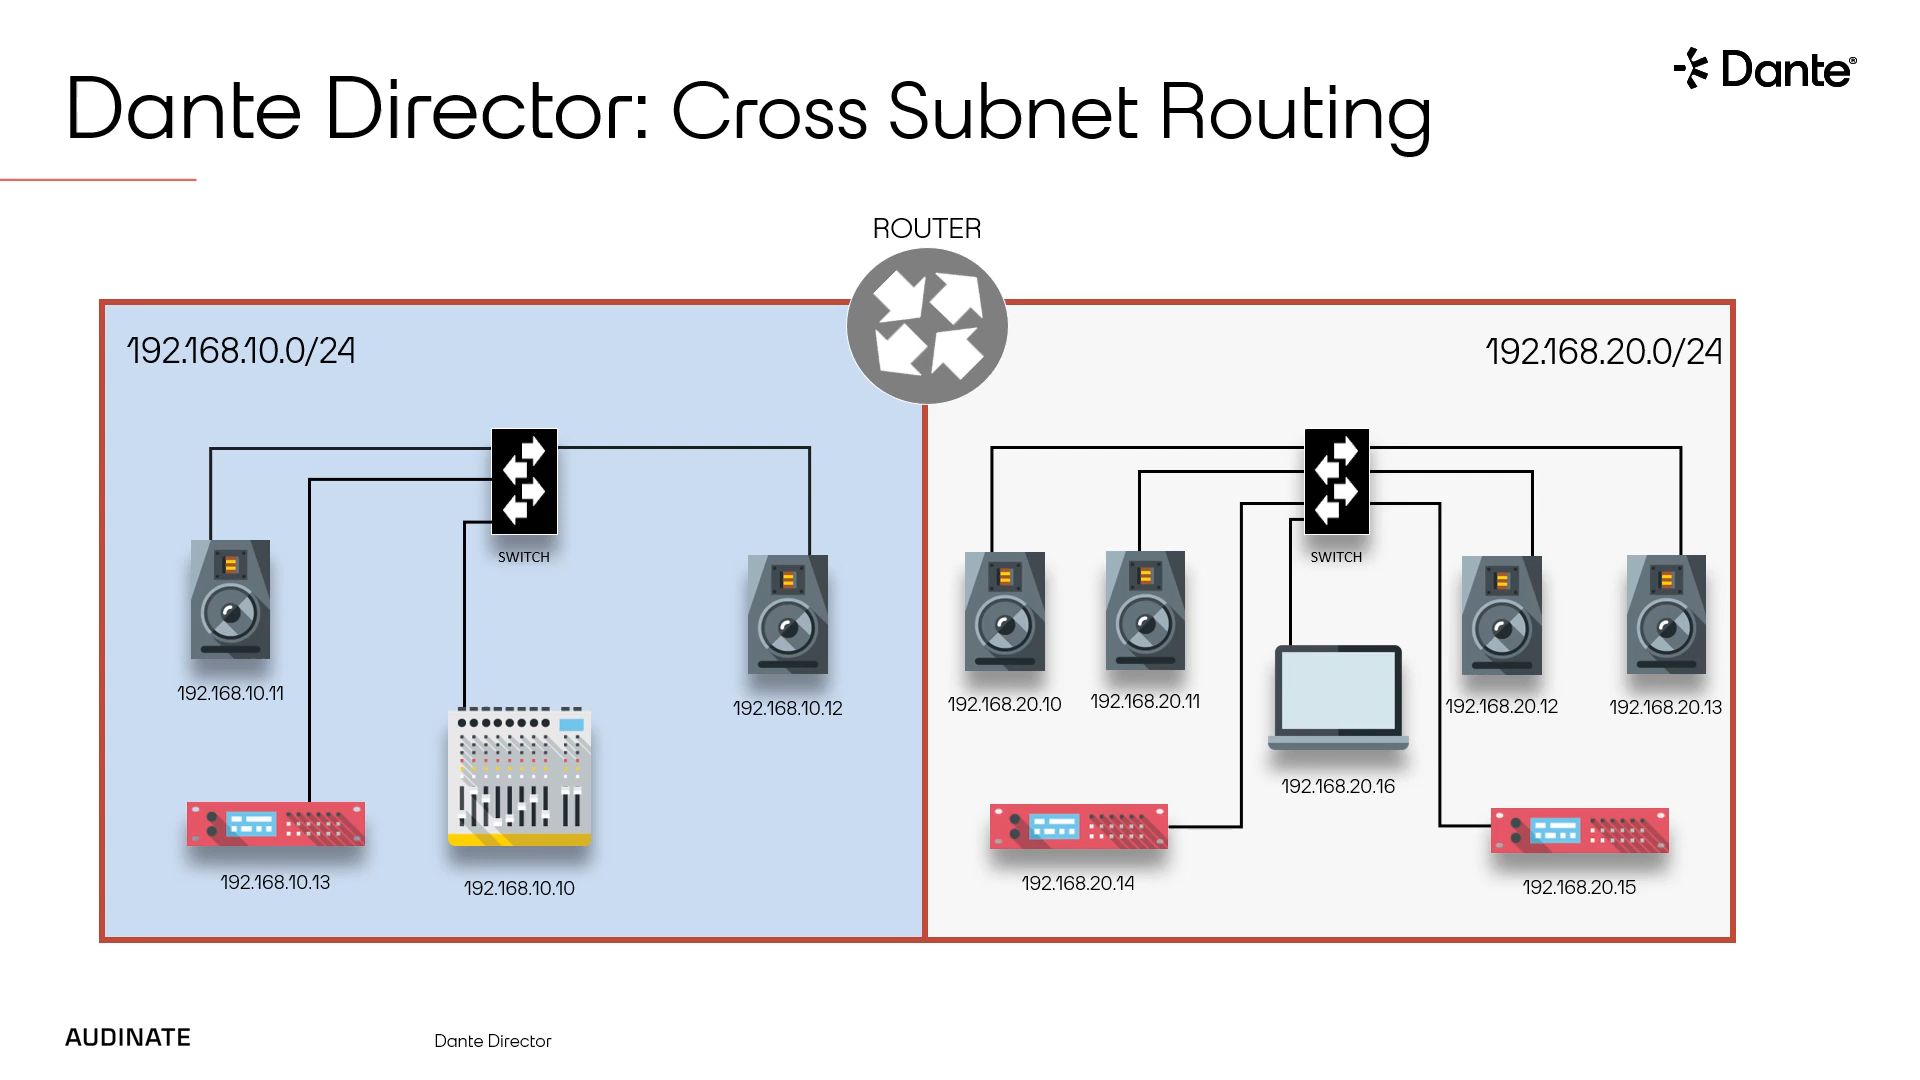 Dante Director: Cross Subnet Routing
Dante®
ROUTER
192.168.10.0/24
192.168.20.0/24
SWITCH
SWITCH
192.168.10.11
192.168.10.12
192.168.20.10
192.168.20.11
192.168.20.12
192.168.20.13
192.168.20.16
192.168.10.13
192.168.10.10
192.168.20.14
192.168.20.15
AUDINATE
Dante Director